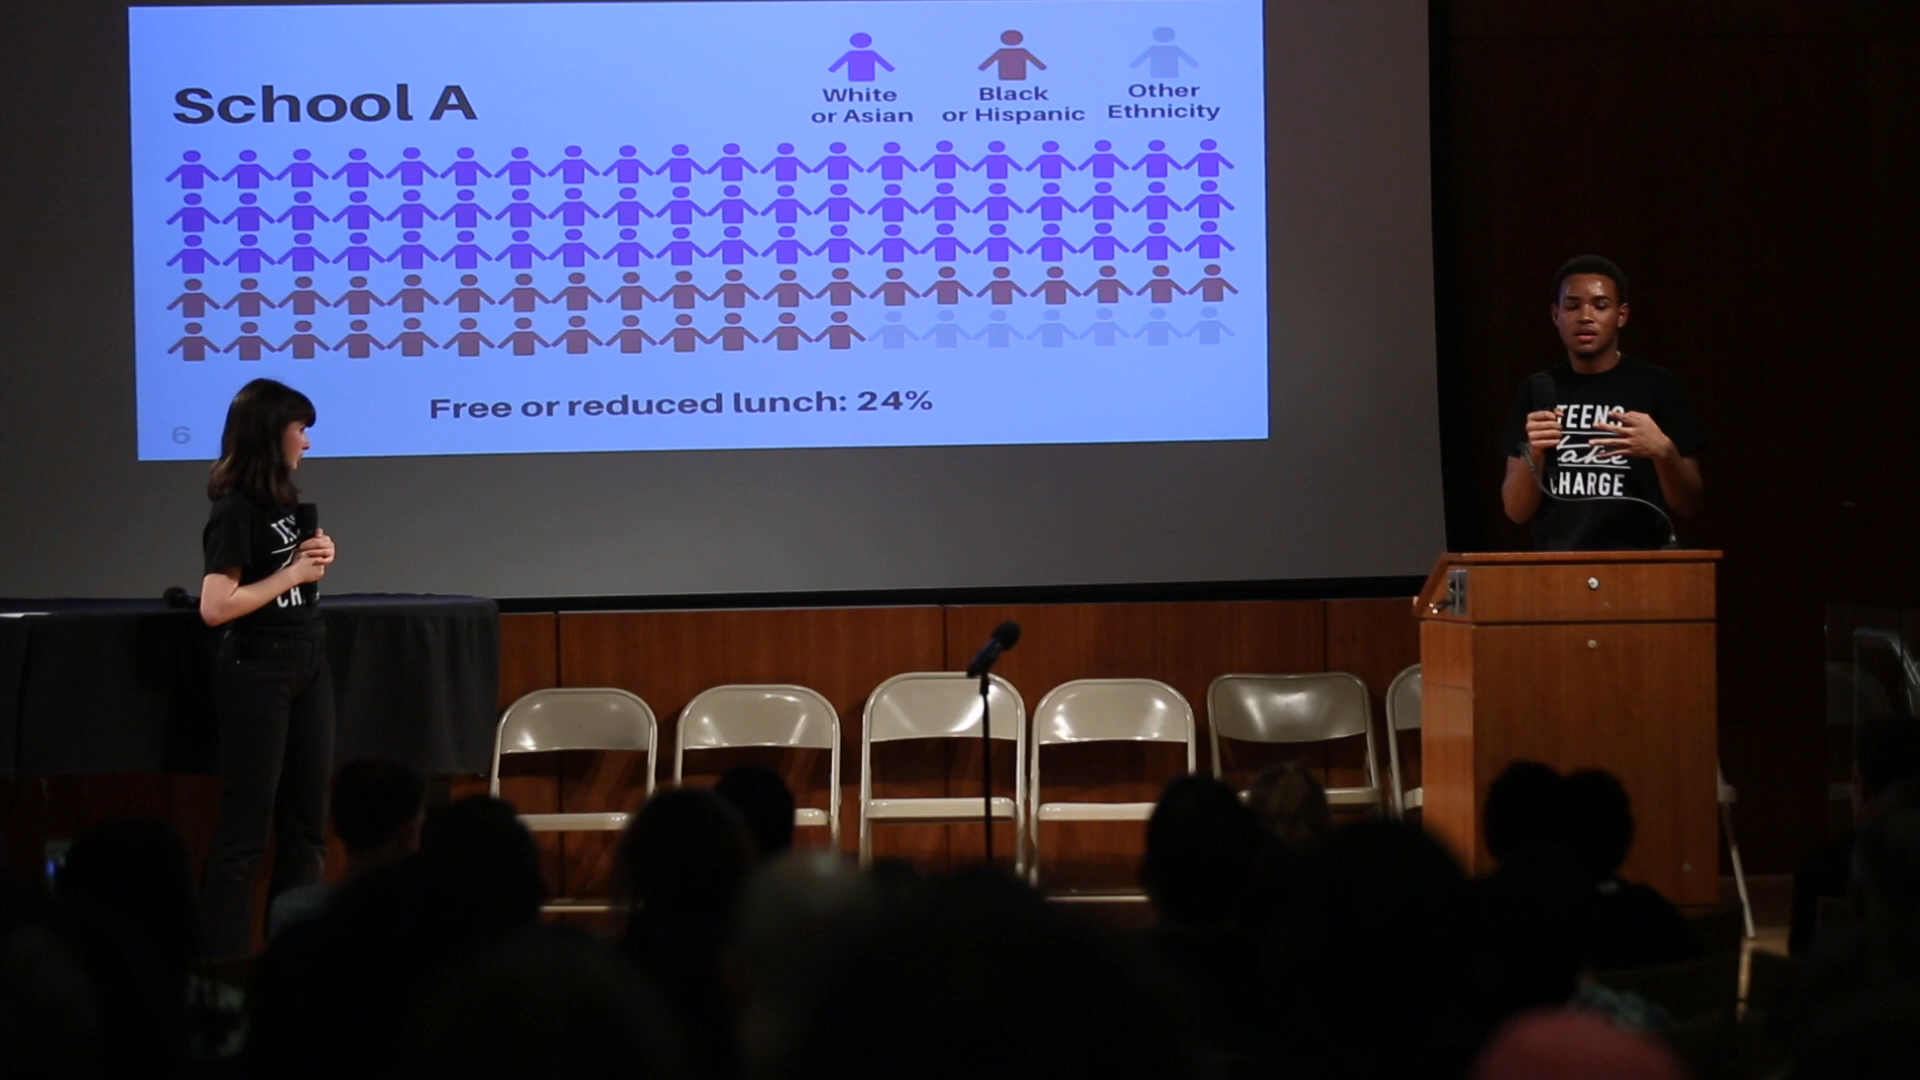 School A
White
or Asian
Black
or Hispanic
Other
Ethnicity
Free or reduced lunch: 24%
6
TEENS
take
CHARGE